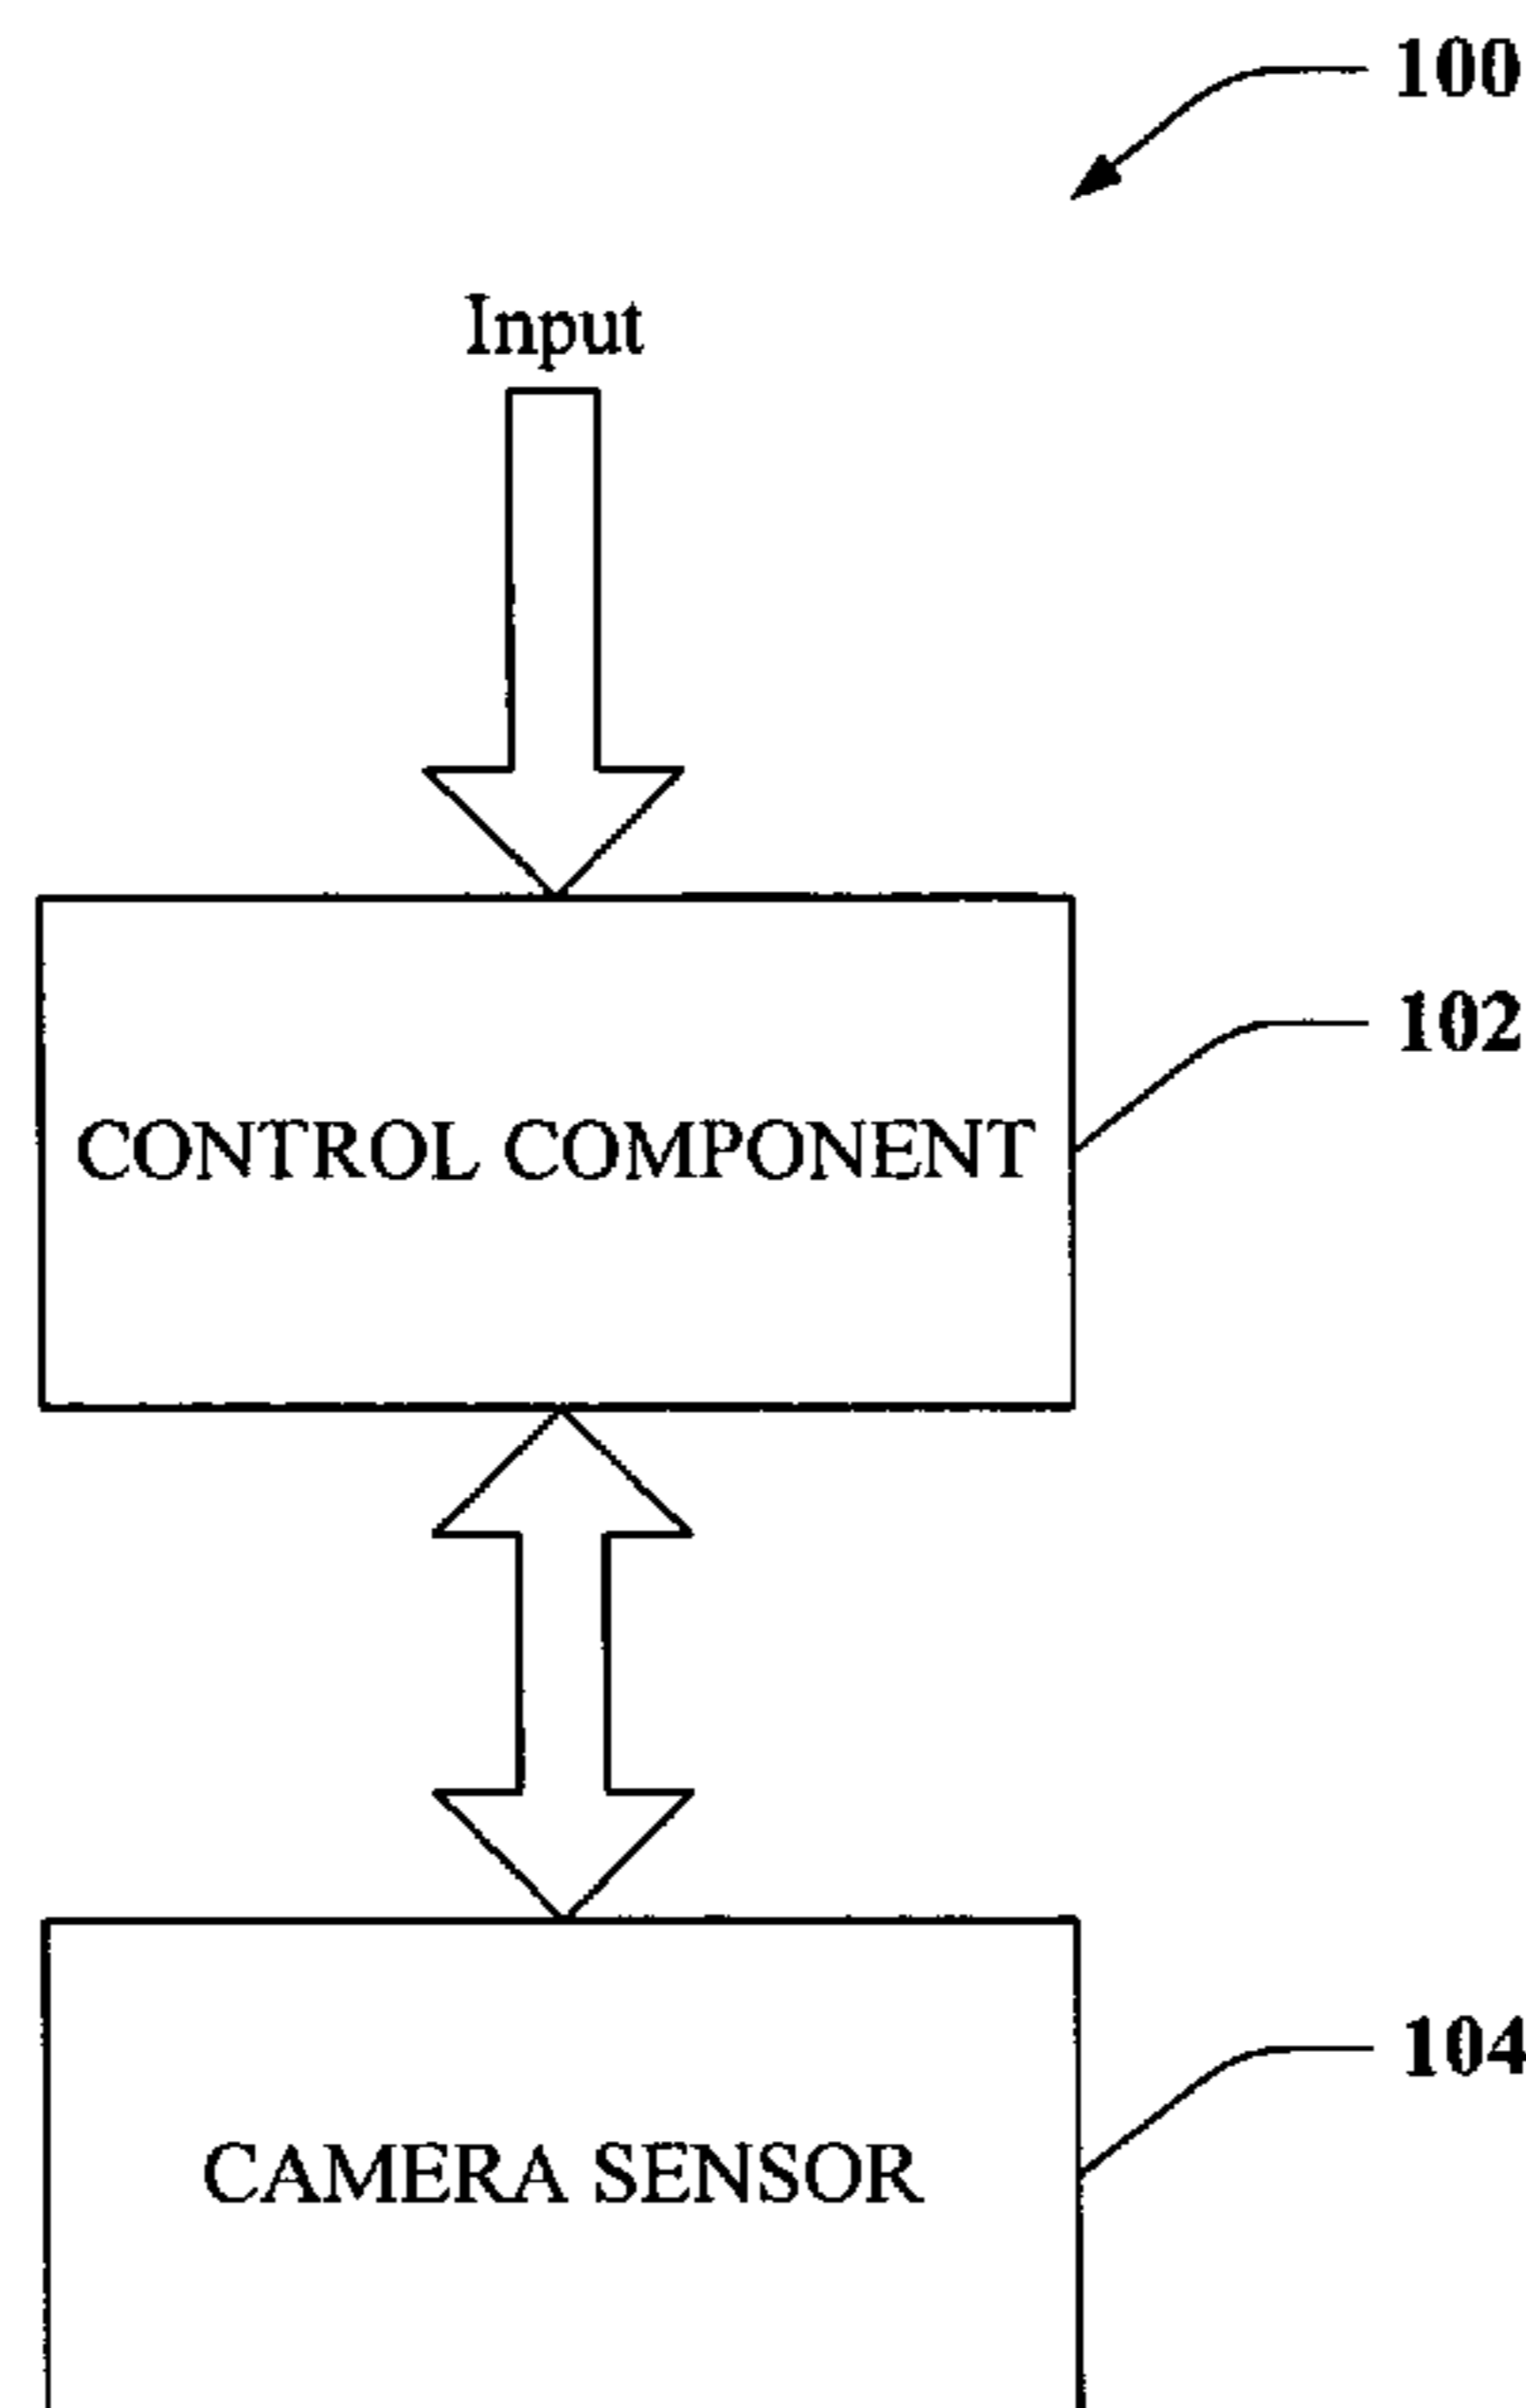 100
Input
102
CONTROL COMPONENT
104
CAMERA SENSOR